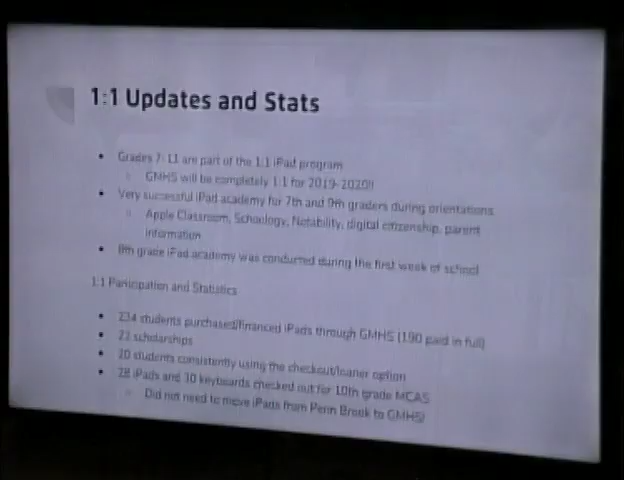 1:1 Updates and Stats
Grades 7-11 are part of the 1:1 iPad program
GMHS will be completely 1:1 for 2019-2020!!
Very successful iPad academy for 7th and 9th graders during orientations
Apple Classroom, Schoology, Notability, digital citizenship, parent
information
8th grade iPad academy was conducted during the first week of school
1:1 Participation and Statistics
234 students purchased/financed iPads through GMHS (190 paid in full)
22 scholarships
20 students consistently using the checkout/loaner option
28 iPads and 30 keyboards checked out for 10th grade MCAS
Did not need to move iPads from Penn Brook to GMHS!